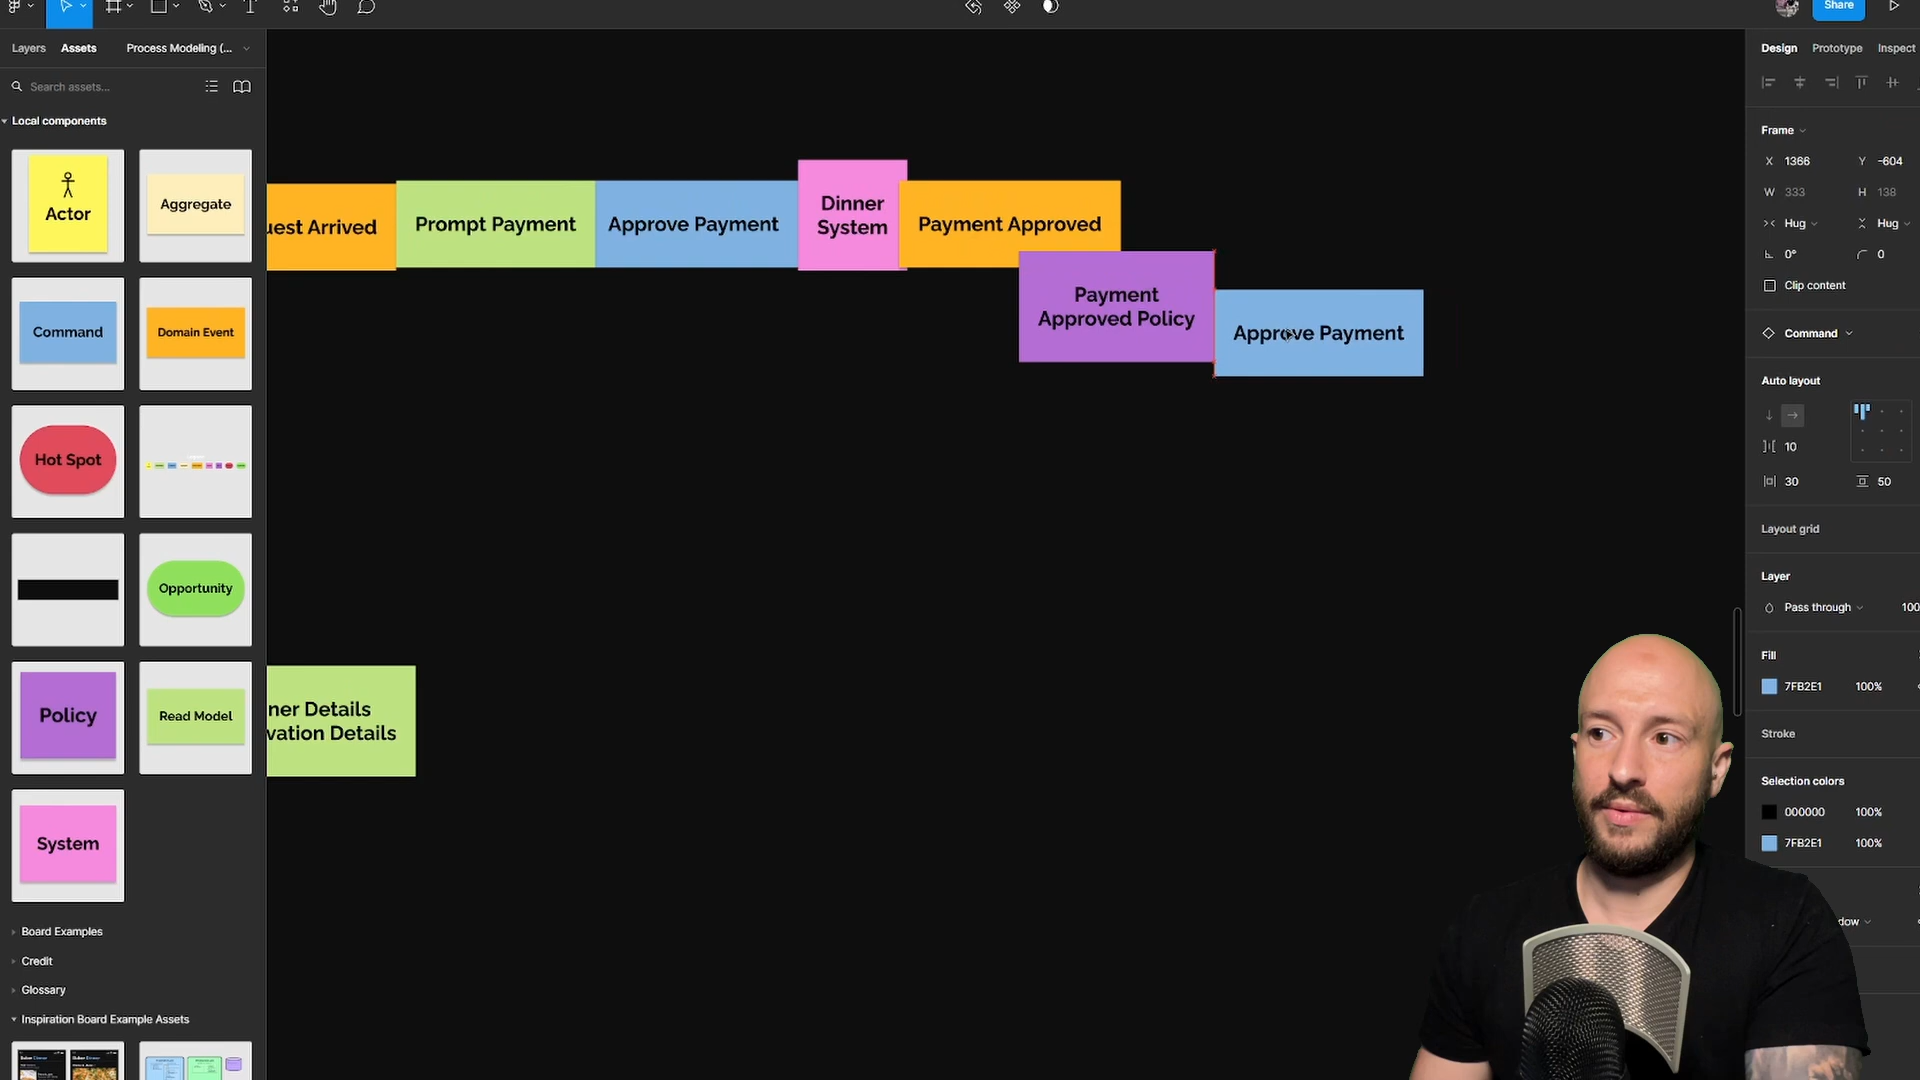 Share
Layers
Assets
Process Modeling (...
Design
Prototype
Inspect
Search assets...
Local components
Actor
Aggregate
Command
Domain Event
Hot Spot
Opportunity
Policy
Read Model
System
Board Examples
Credit
Glossary
Inspiration Board Example Assets
uest Arrived
Prompt Payment
Approve Payment
Dinner
System
Payment Approved
Payment
Approved Policy
Approve Payment
ner Details
vation Details
Frame
X 1366
Y -604
W 333
H 138
Hug
Hug
0°
0
Clip content
Command
Auto layout
10
30
50
Layout grid
Layer
Pass through
100
Fill
7FB2E1 100%
Stroke
Selection colors
000000 100%
7FB2E1 100%
dow